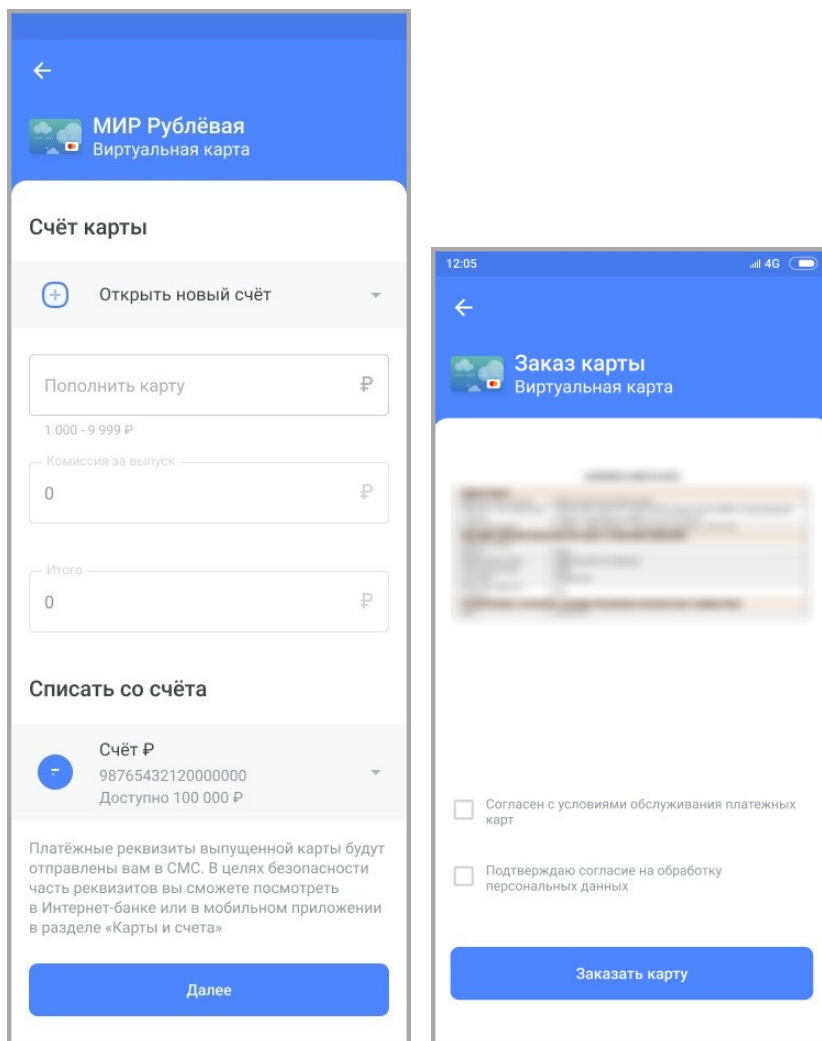 МИР Рублёвая
Виртуальная карта
Счёт карты
Открыть новый счёт
Пополнить карту ₽
1 000 - 9 999 ₽
Комиссия за выпуск
0 ₽
Итого
0 ₽
Списать со счёта
Счёт ₽
98765432120000000
Доступно 100 000 ₽
Платёжные реквизиты выпущенной карты будут
отправлены вам в СМС. В целях безопасности
часть реквизитов вы сможете посмотреть
в Интернет-банке или в мобильном приложении
в разделе «Карты и счета»
Далее
12:05 4G
Заказ карты
Виртуальная карта
Согласен с условиями обслуживания платежных
карт
Подтверждаю согласие на обработку
персональных данных
Заказать карту